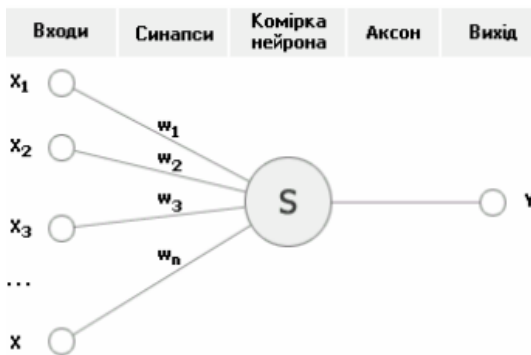 Входи Синапси Комірка нейрона Аксон Вихід
X1
w1
X2
w2
X3
w3
S
Y
...
wn
X